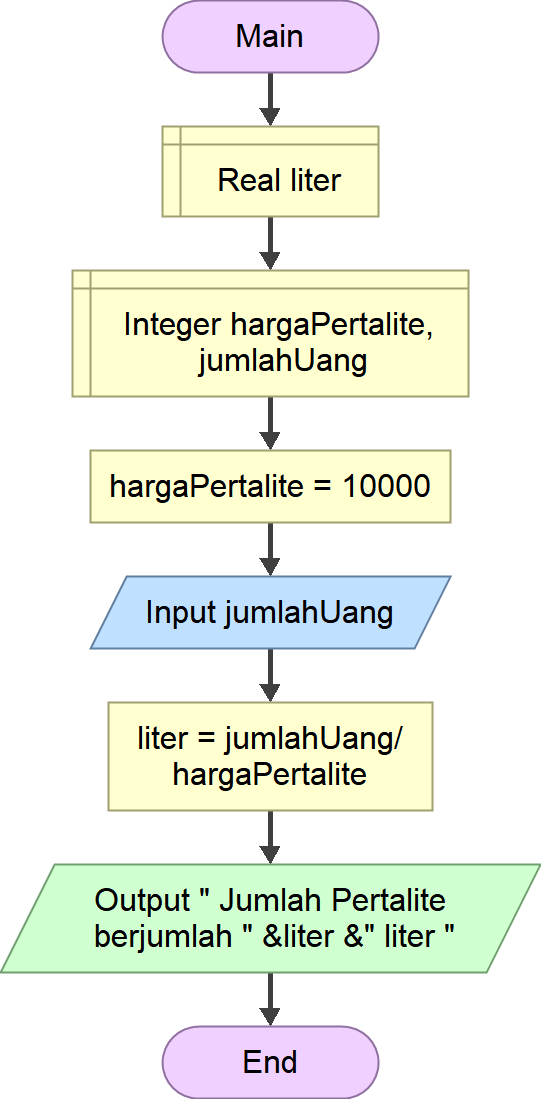 Main
Real liter
Integer hargaPertalite,
jumlahUang
hargaPertalite = 10000
Input jumlahUang
liter = jumlahUang/
hargaPertalite
Output " Jumlah Pertalite
berjumlah " &liter &" liter "
End